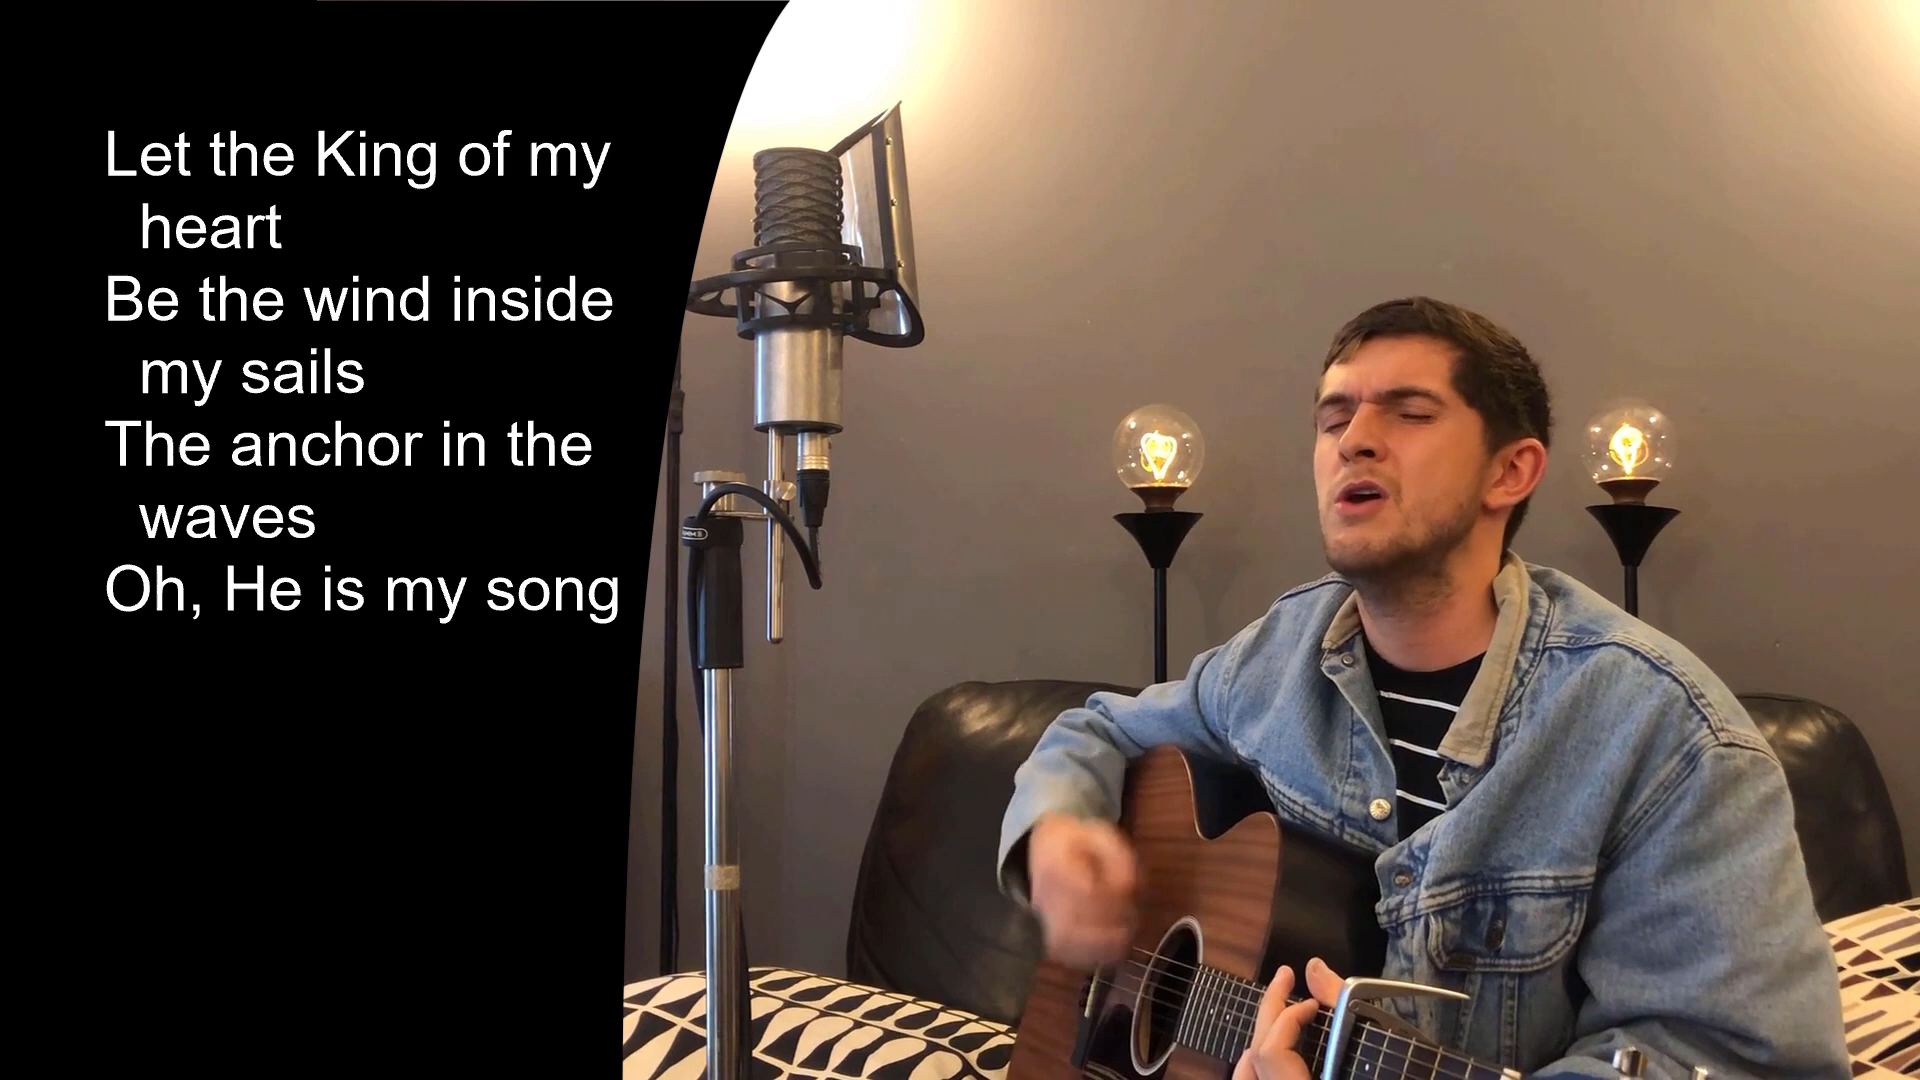 Let the King of my
heart
Be the wind inside
my sails
The anchor in the
waves
Oh, He is my song